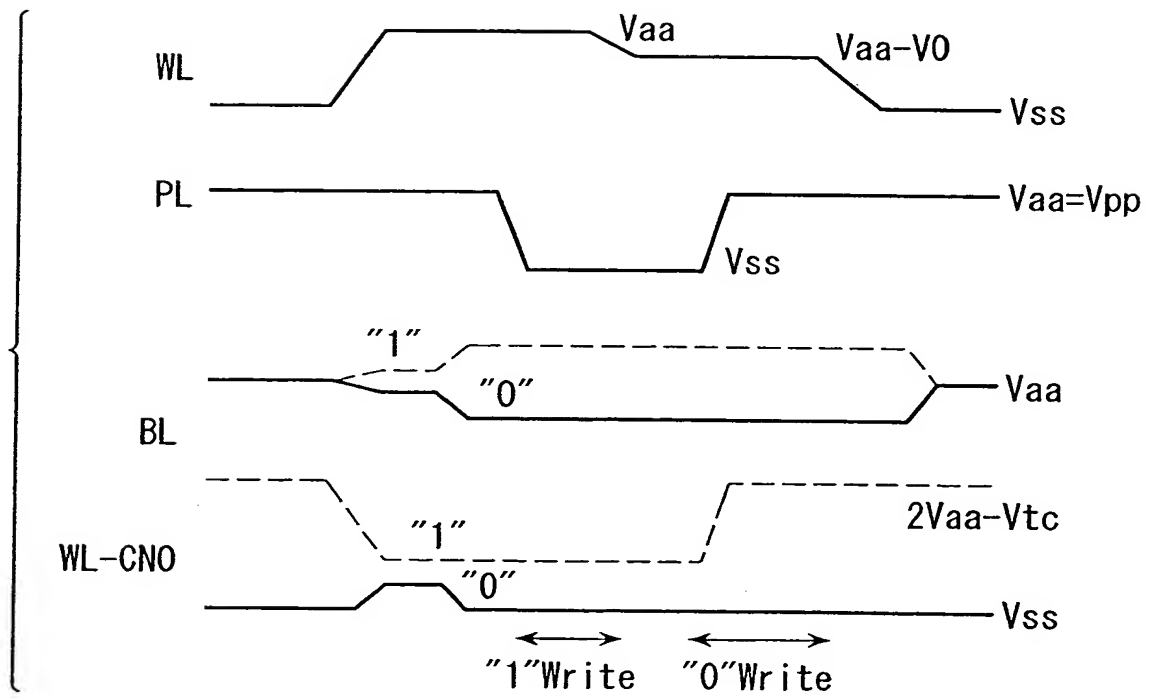 WL
Vaa
Vaa-V0
Vss
PL
Vss
Vaa=Vpp
BL
"1"
"0"
Vaa
WL-CN0
"1"
2Vaa-Vtc
"0"
Vss
"1"Write
"0"Write